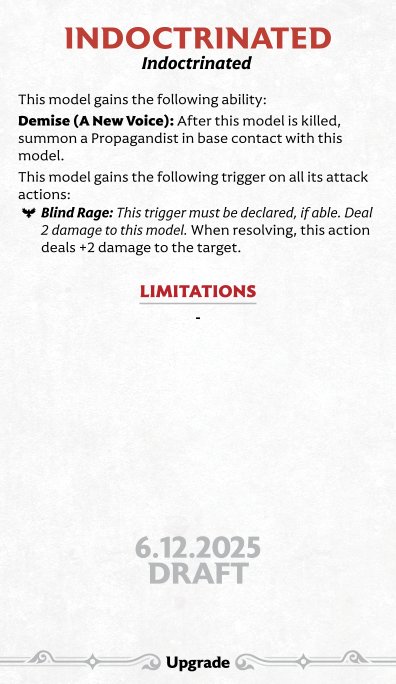 INDOCTRINATED
Indoctrinated
This model gains the following ability:
Demise (A New Voice): After this model is killed,
summon a Propagandist in base contact with this
model.
This model gains the following trigger on all its attack
actions:
Blind Rage: This trigger must be declared, if able. Deal
2 damage to this model. When resolving, this action
deals +2 damage to the target.
LIMITATIONS
-
6.12.2025
DRAFT
Upgrade